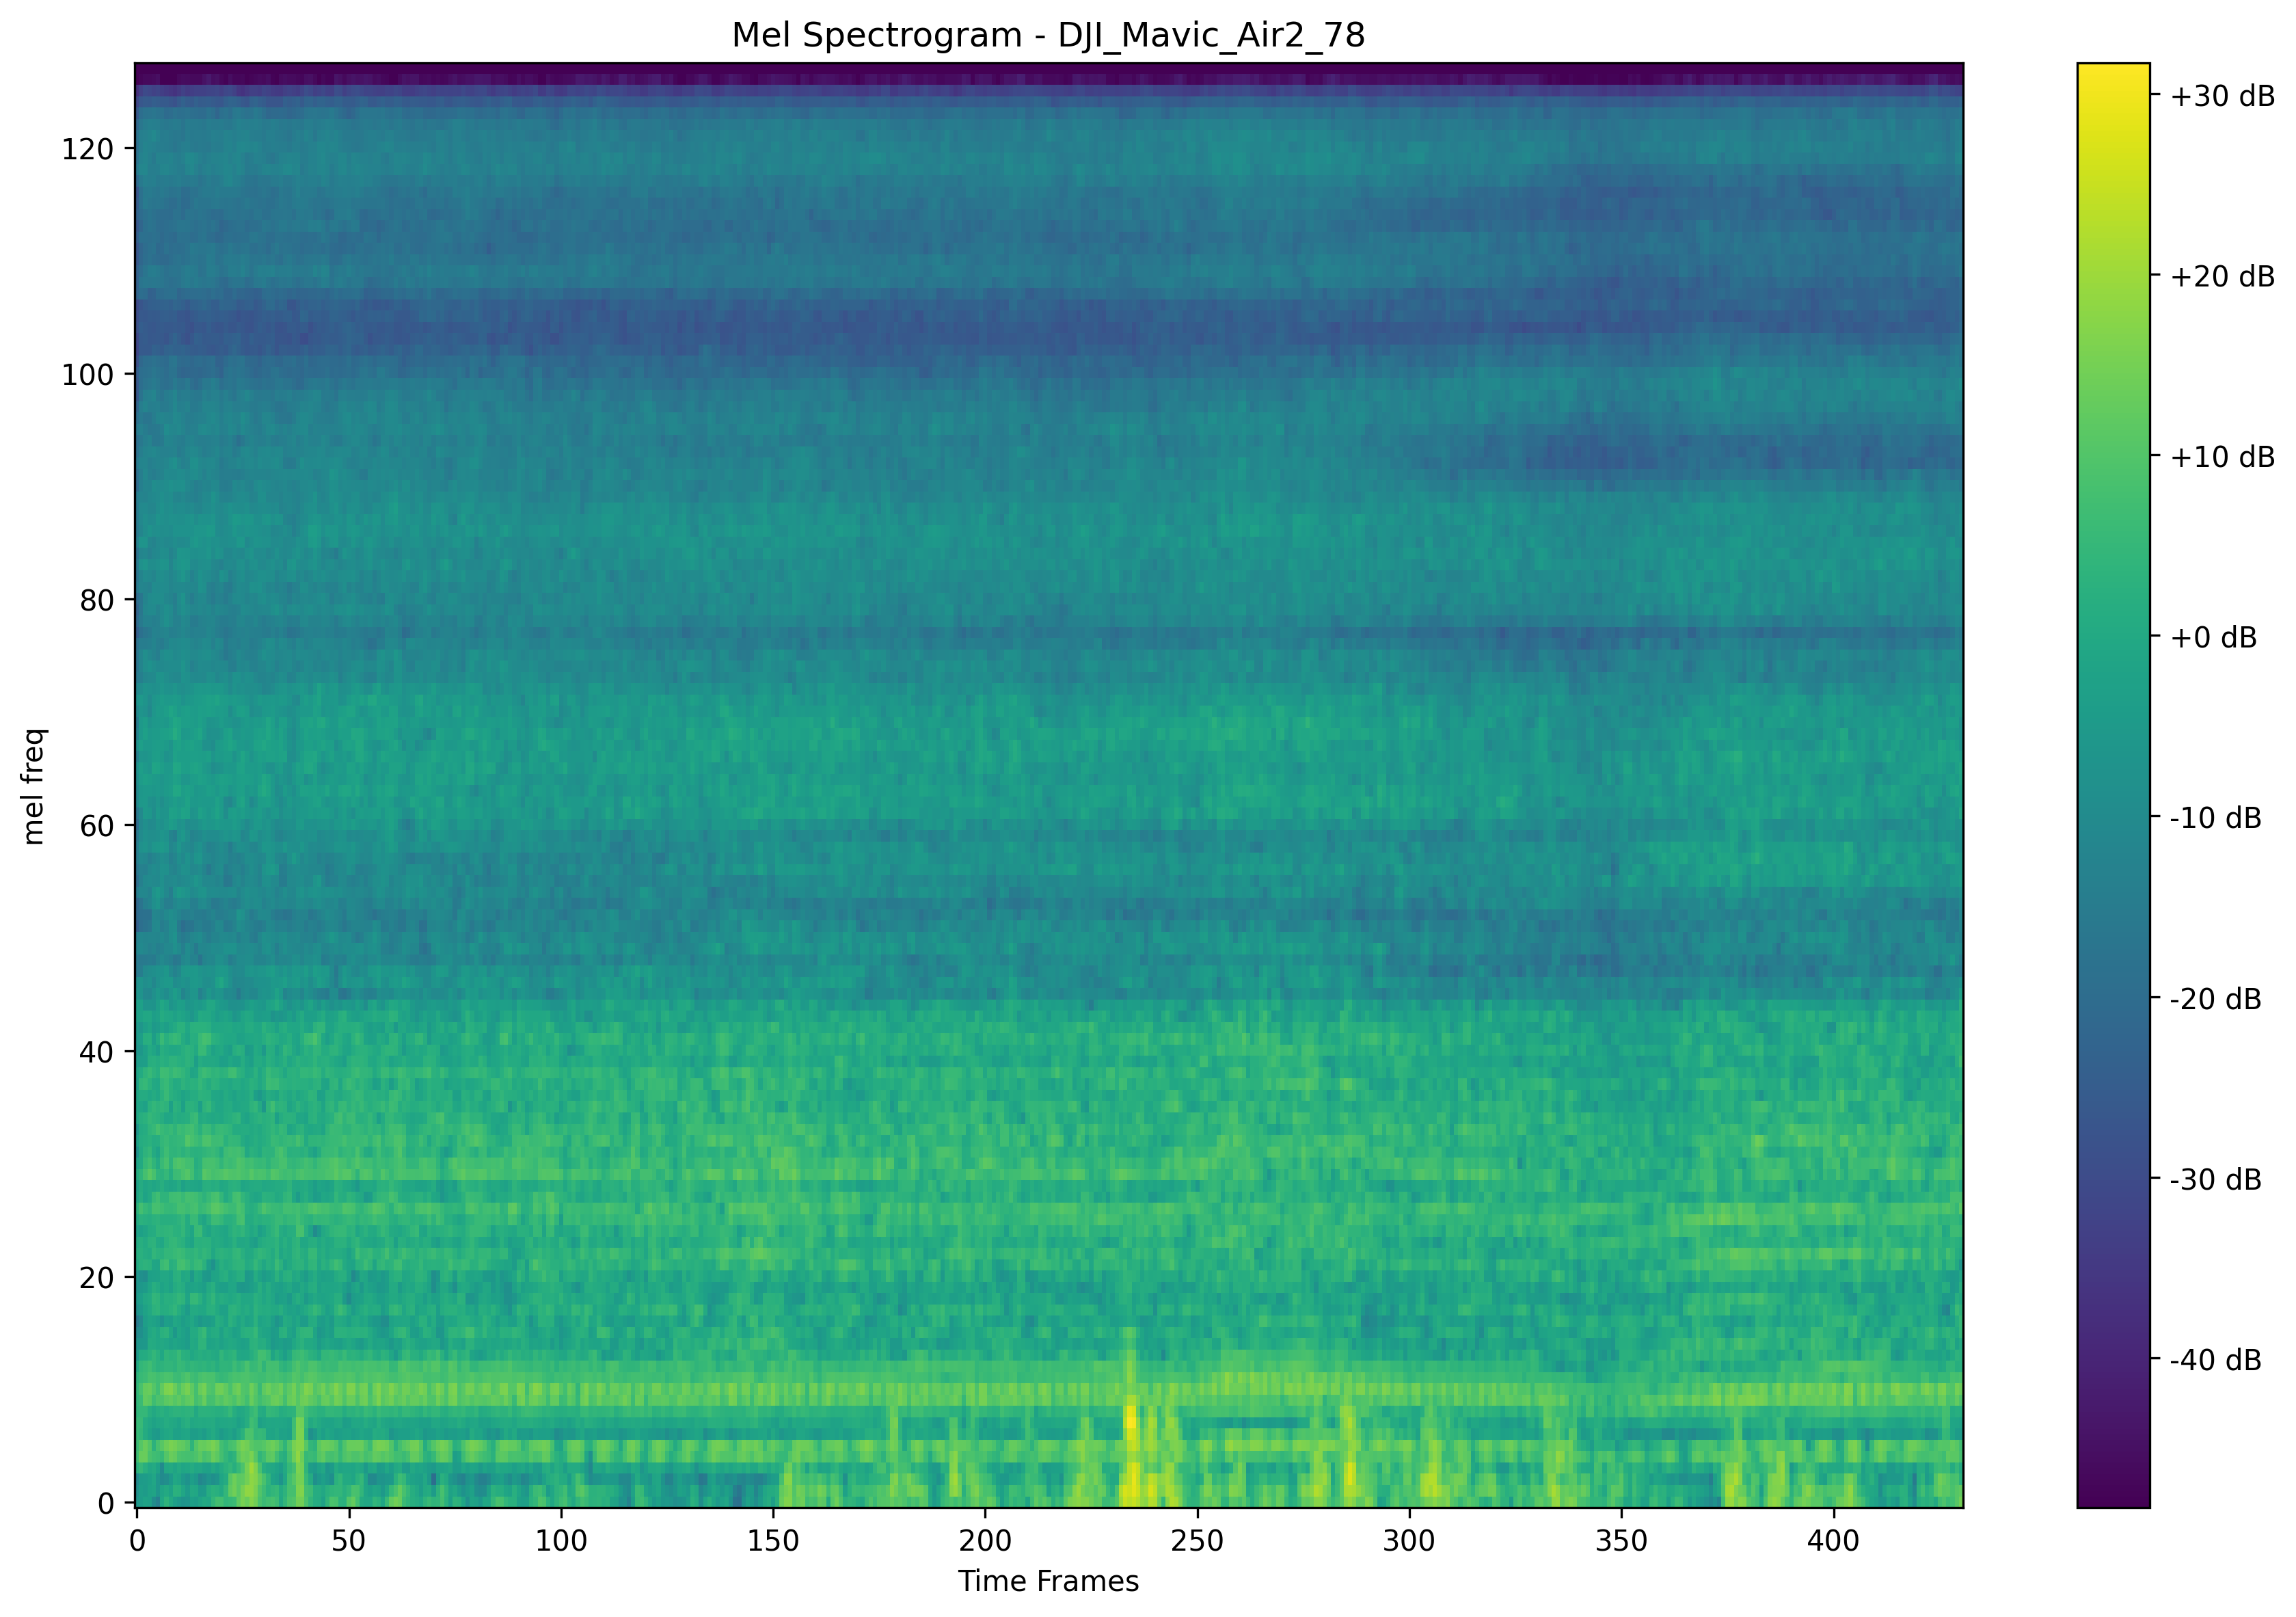 Mel Spectrogram - DJI_Mavic_Air2_78
+30 dB
120
+20 dB
100
+10 dB
80
+0 dB
mel freq
60
-10 dB
-20 dB
40
-30 dB
20
-40 dB
0
0 50 100 150 200 250 300 350 400
Time Frames